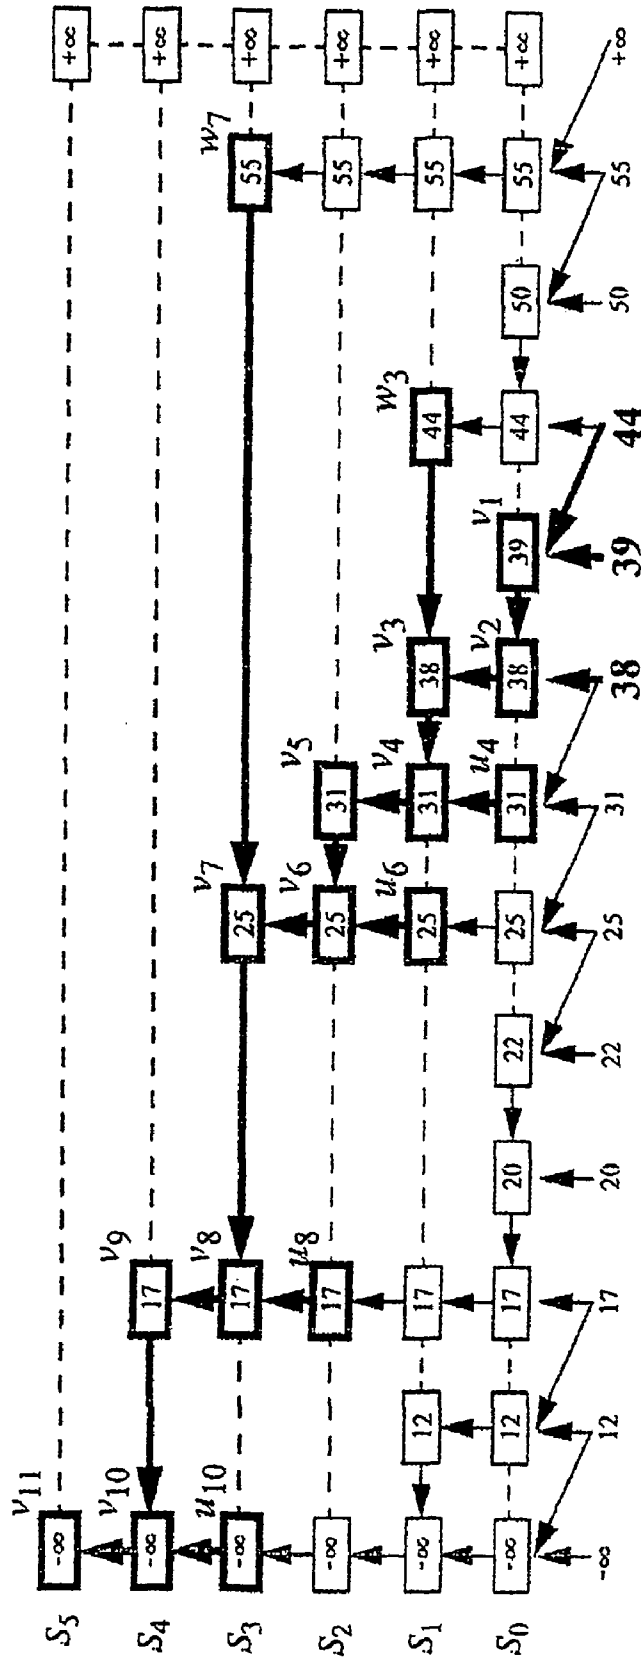 v₁₁
S₅ -∞ +∞
v₁₀ v₉
S₄ -∞ 17 +∞
u₁₀ v₈ v₇ w₇
S₃ -∞ 17 25 55 +∞
u₈ v₆ v₅
S₂ -∞ 17 25 31 55 +∞
u₆ v₄ v₃ w₃
S₁ -∞ 12 17 25 31 38 44 55 +∞
u₄ v₂ v₁
S₀ -∞ 12 17 20 22 25 31 38 39 44 50 55 +∞
-∞ 12 17 20 22 25 31 38 39 44 50 55 +∞